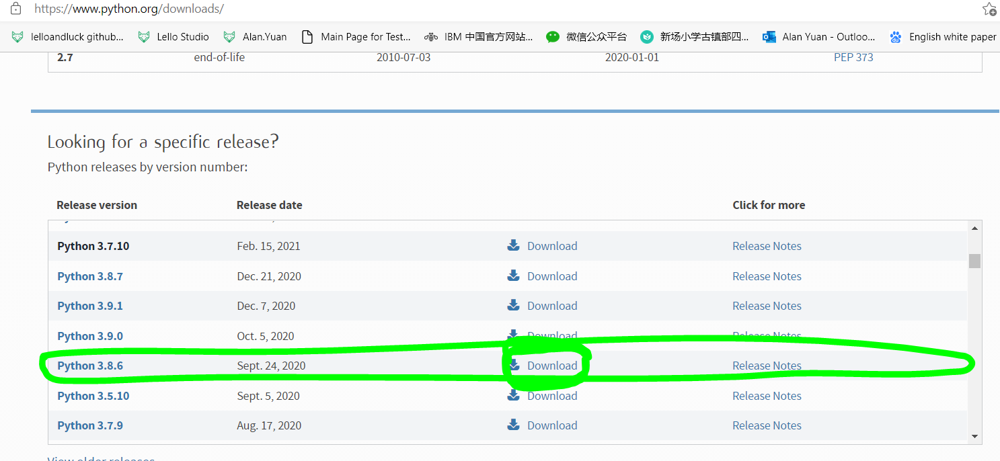 https://www.python.org/downloads/
lelloandluck github... Lello Studio Alan.Yuan Main Page for Test... IBM 中国官方网站... 微信公众平台 新场小学古镇部四... Alan Yuan - Outloo... English white paper
2.7 end-of-life 2010-07-03 2020-01-01 PEP 373
Looking for a specific release?
Python releases by version number:
Release version Release date Click for more
Python 3.7.10 Feb. 15, 2021 Download Release Notes
Python 3.8.7 Dec. 21, 2020 Download Release Notes
Python 3.9.1 Dec. 7, 2020 Download Release Notes
Python 3.9.0 Oct. 5, 2020 Download Release Notes
Python 3.8.6 Sept. 24, 2020 Download Release Notes
Python 3.5.10 Sept. 5, 2020 Download Release Notes
Python 3.7.9 Aug. 17, 2020 Download Release Notes
View older releases